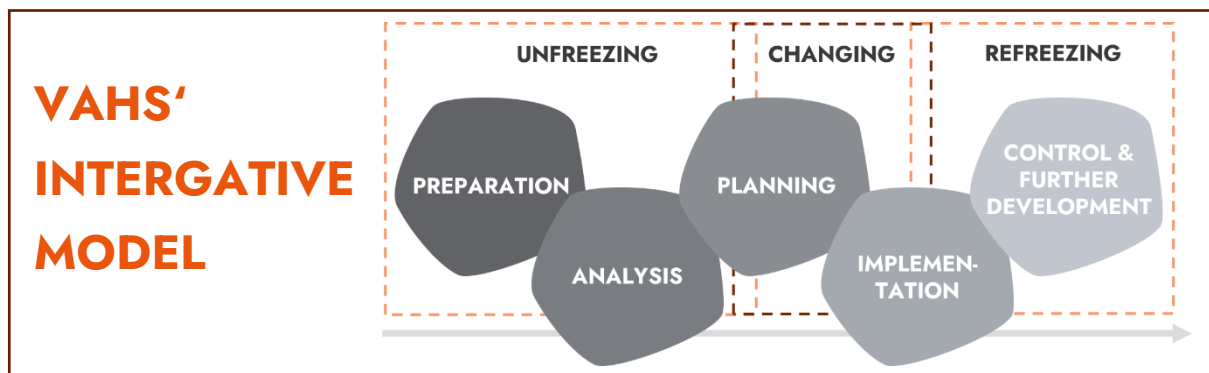 VAHS‘
INTERGATIVE
MODEL
UNFREEZING
CHANGING
REFREEZING
PREPARATION
ANALYSIS
PLANNING
IMPLEMEN-
TATION
CONTROL &
FURTHER
DEVELOPMENT